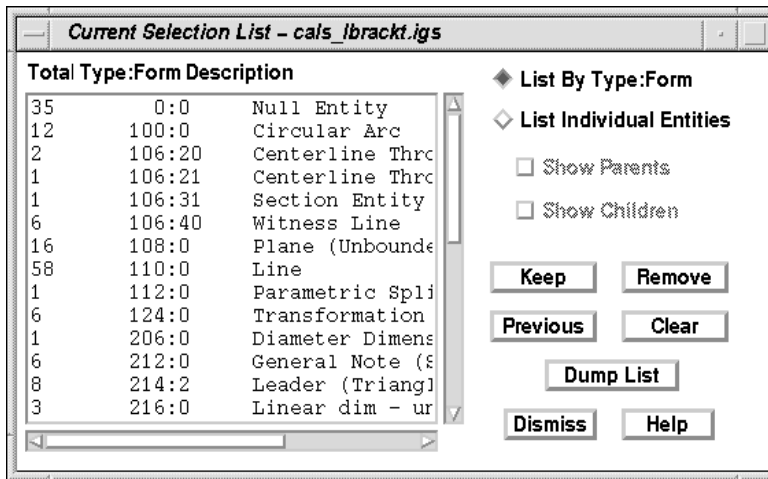 Current Selection List – cals_lbrackt.igs
Total Type:Form Description
35 0:0 Null Entity
12 100:0 Circular Arc
2 106:20 Centerline Thro
1 106:21 Centerline Thro
1 106:31 Section Entity
6 106:40 Witness Line
16 108:0 Plane (Unbounde
58 110:0 Line
1 112:0 Parametric Spli
6 124:0 Transformation
1 206:0 Diameter Dimens
6 212:0 General Note (S
8 214:2 Leader (Triangl
3 216:0 Linear dim – un
List By Type:Form
List Individual Entities
Show Parents
Show Children
Keep Remove
Previous Clear
Dump List
Dismiss Help